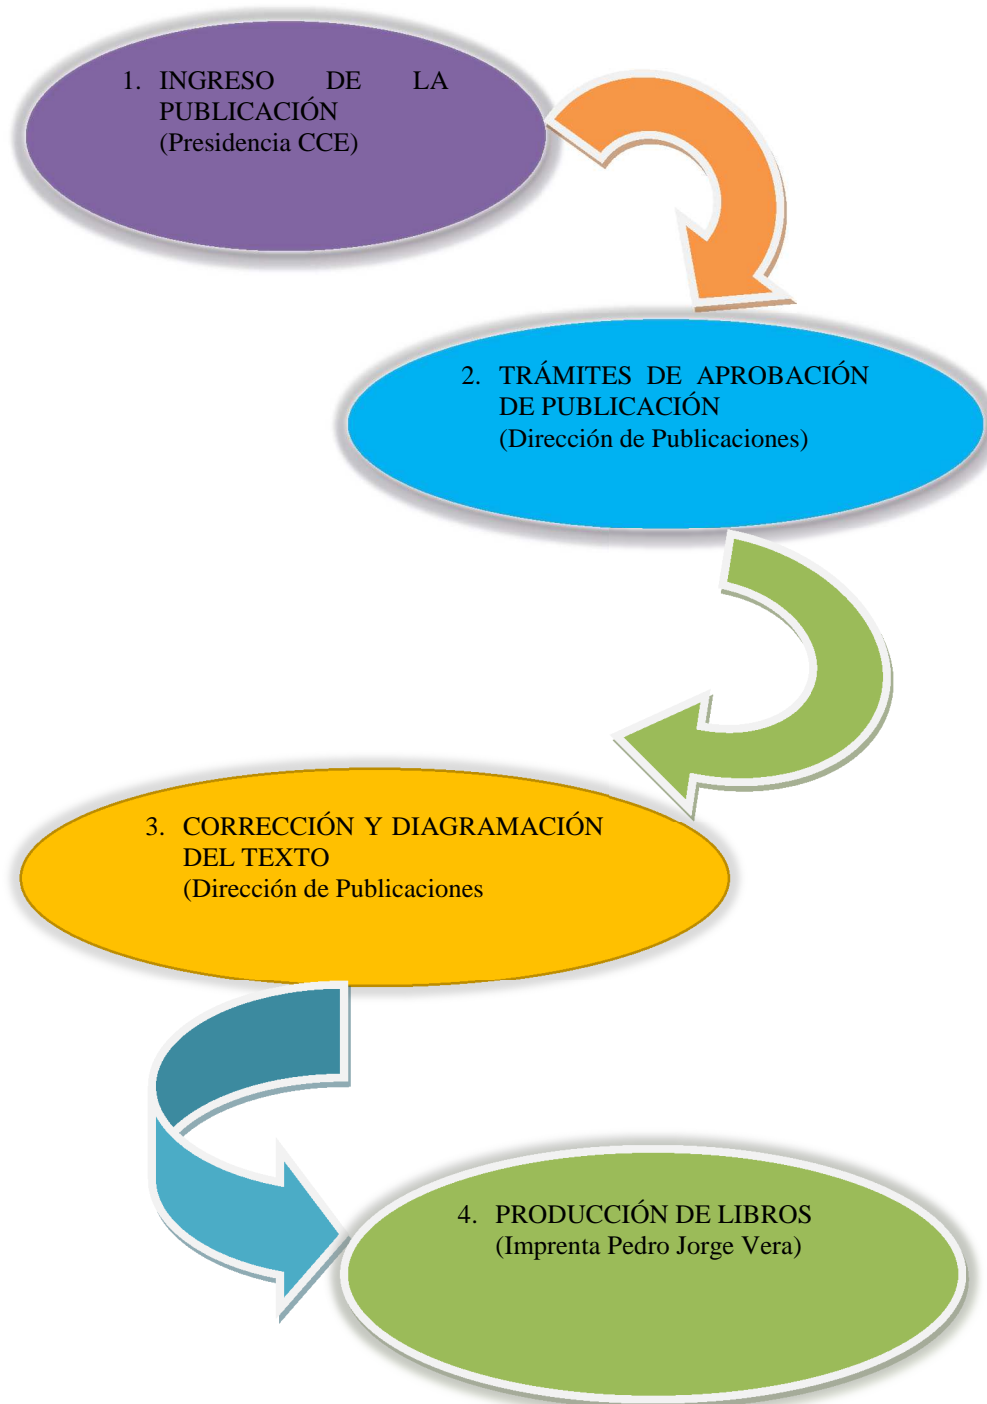 1. INGRESO DE LA
PUBLICACIÓN
(Presidencia CCE)
2. TRÁMITES DE APROBACIÓN
DE PUBLICACIÓN
(Dirección de Publicaciones)
3. CORRECCIÓN Y DIAGRAMACIÓN
DEL TEXTO
(Dirección de Publicaciones
4. PRODUCCIÓN DE LIBROS
(Imprenta Pedro Jorge Vera)